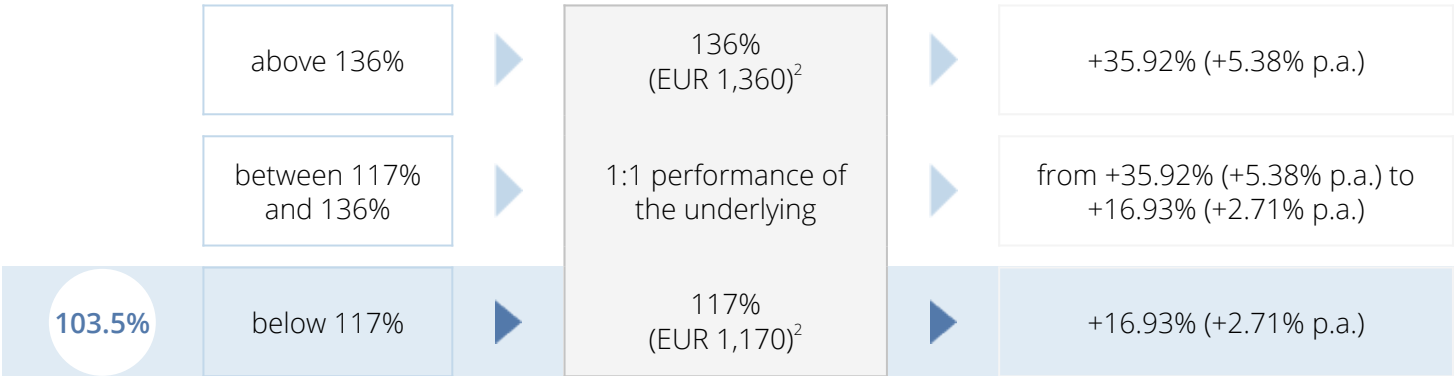 above 136%
136%
(EUR 1,360)²
+35.92% (+5.38% p.a.)
between 117%
and 136%
1:1 performance of
the underlying
from +35.92% (+5.38% p.a.) to
+16.93% (+2.71% p.a.)
103.5%
below 117%
117%
(EUR 1,170)²
+16.93% (+2.71% p.a.)